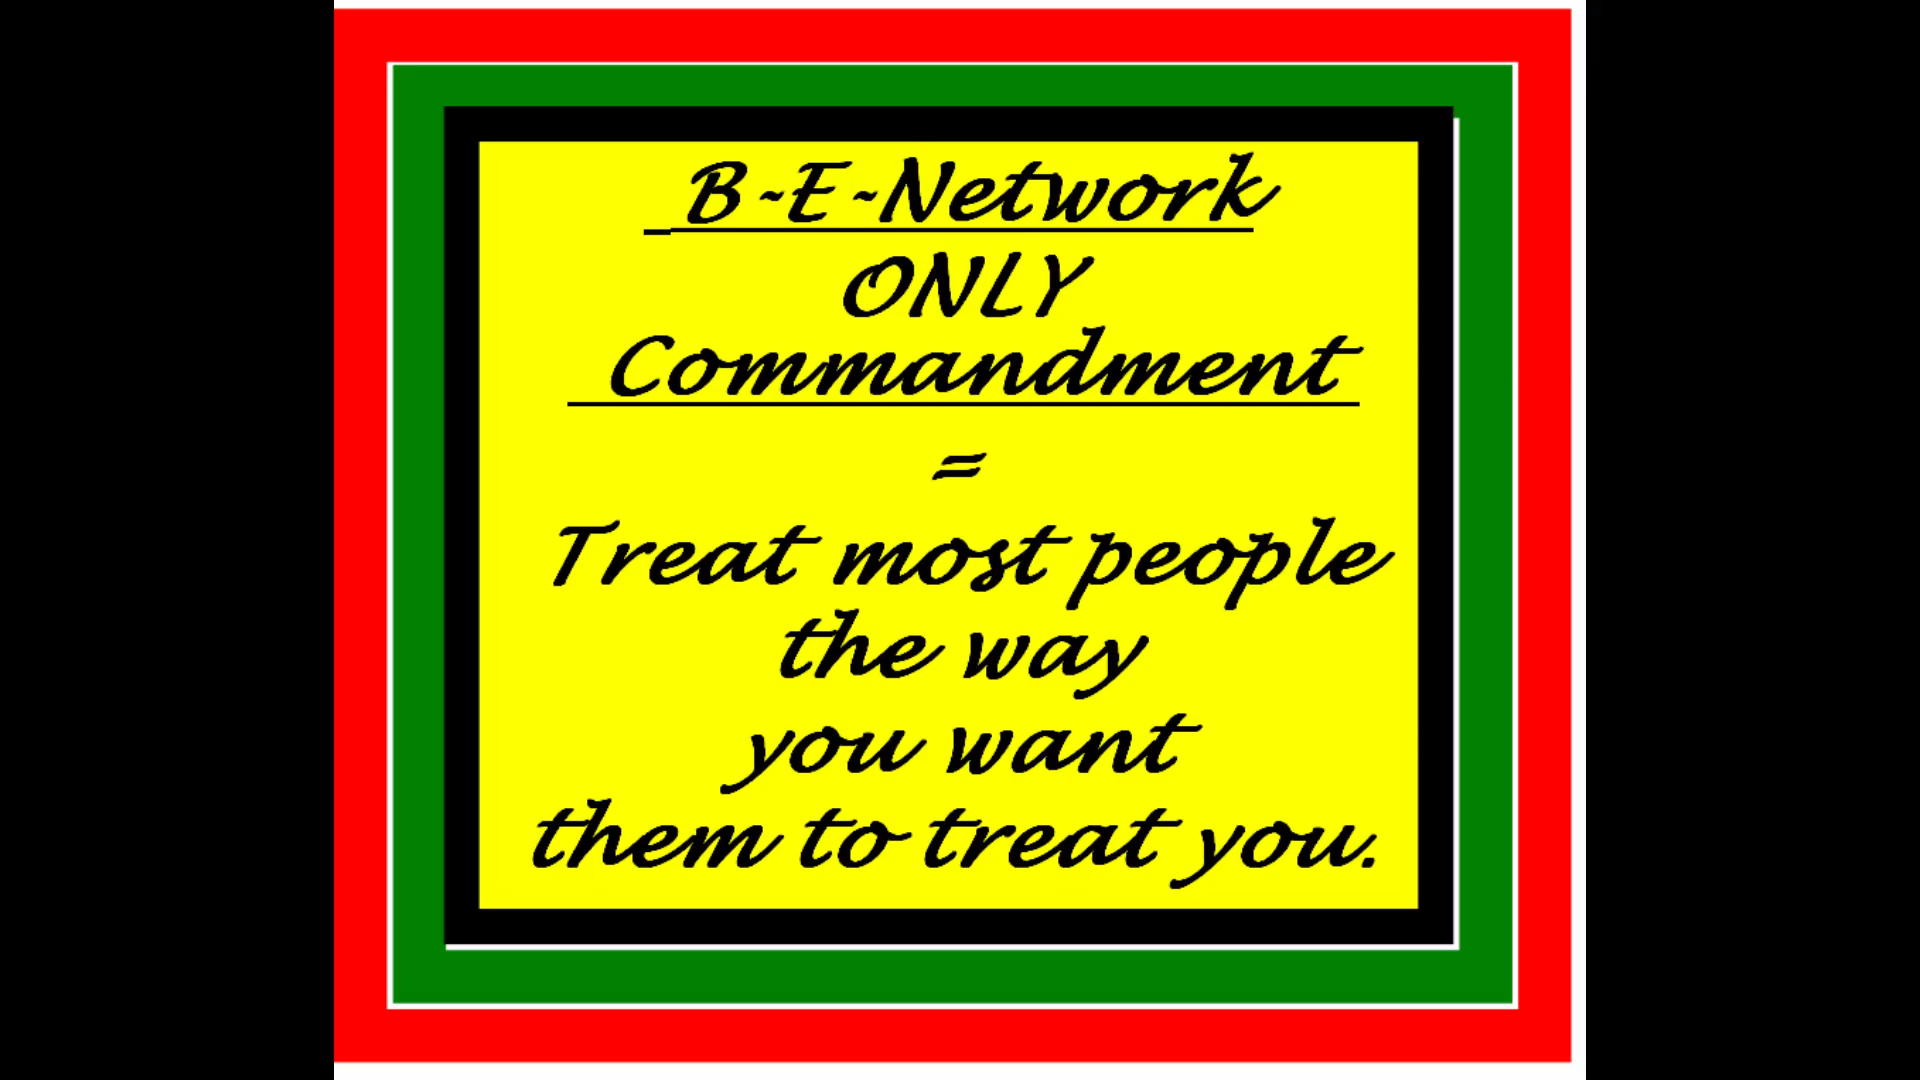 B-E-Network
ONLY
Commandment
=
Treat most people
the way
you want
them to treat you.